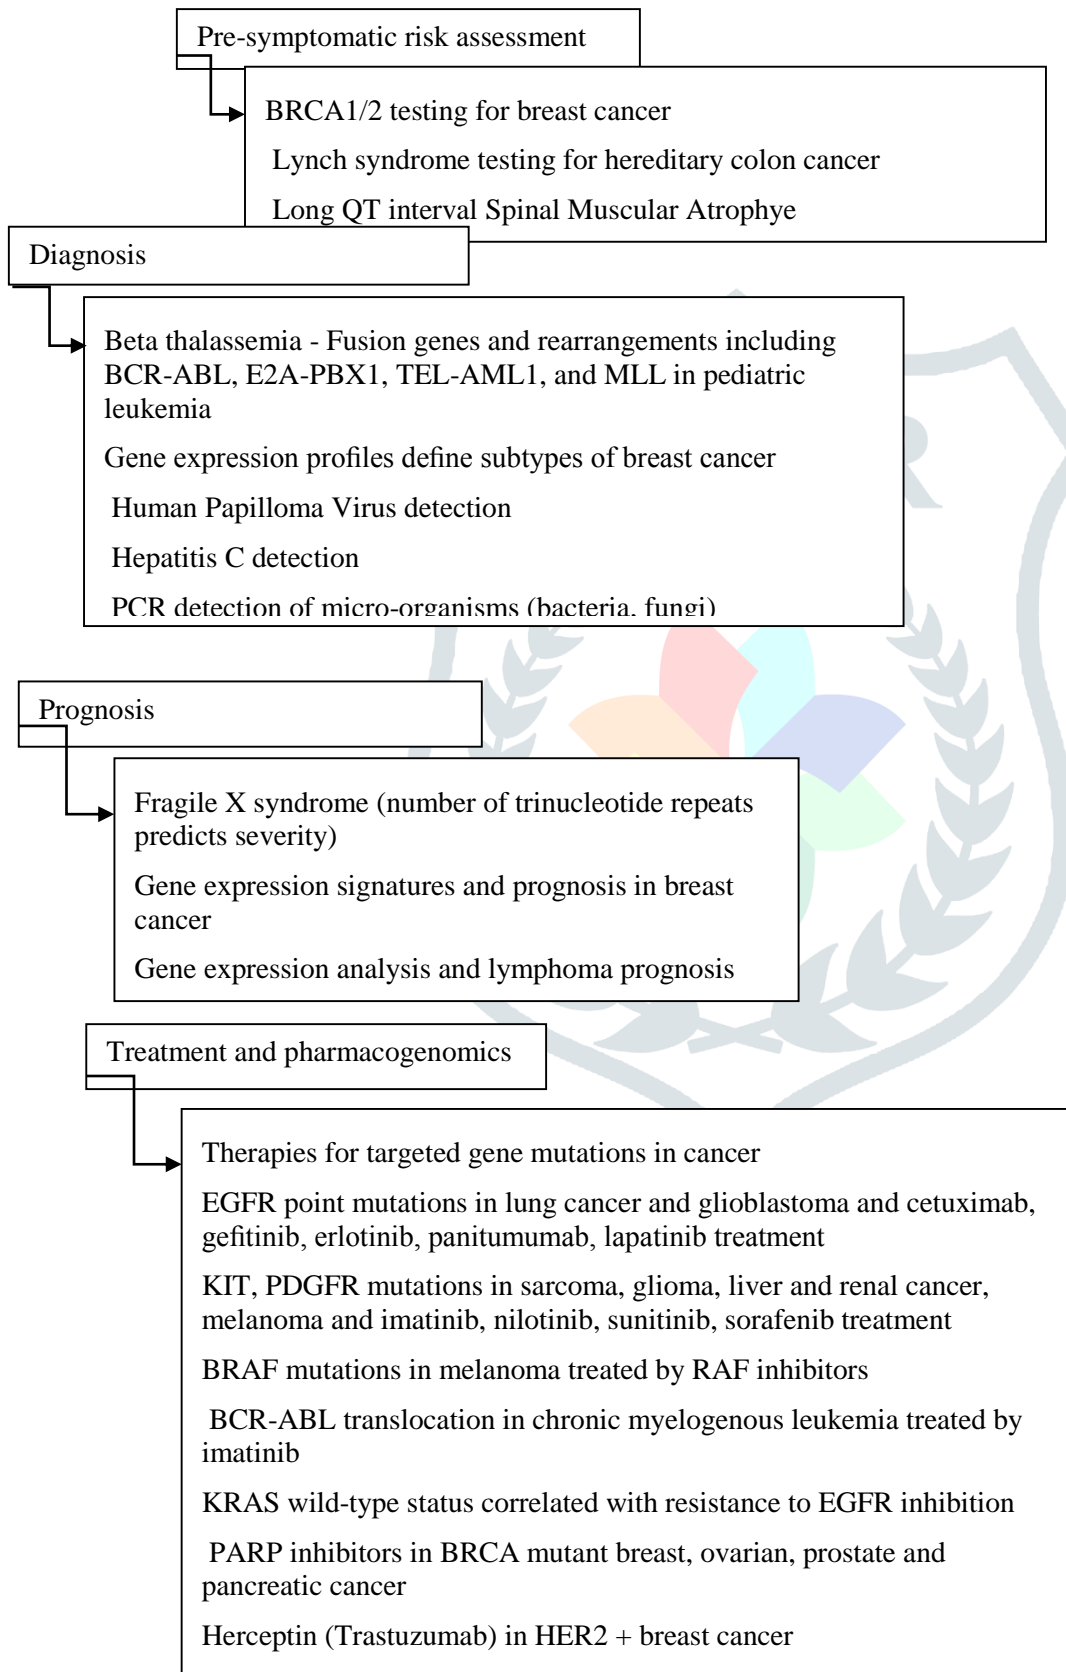 Pre-symptomatic risk assessment
BRCA1/2 testing for breast cancer
Lynch syndrome testing for hereditary colon cancer
Long QT interval Spinal Muscular Atrophye
Diagnosis
Beta thalassemia - Fusion genes and rearrangements including
BCR-ABL, E2A-PBX1, TEL-AML1, and MLL in pediatric
leukemia
Gene expression profiles define subtypes of breast cancer
Human Papilloma Virus detection
Hepatitis C detection
PCR detection of micro-organisms (bacteria, fungi)
Prognosis
Fragile X syndrome (number of trinucleotide repeats
predicts severity)
Gene expression signatures and prognosis in breast
cancer
Gene expression analysis and lymphoma prognosis
Treatment and pharmacogenomics
Therapies for targeted gene mutations in cancer
EGFR point mutations in lung cancer and glioblastoma and cetuximab,
gefitinib, erlotinib, panitumumab, lapatinib treatment
KIT, PDGFR mutations in sarcoma, glioma, liver and renal cancer,
melanoma and imatinib, nilotinib, sunitinib, sorafenib treatment
BRAF mutations in melanoma treated by RAF inhibitors
BCR-ABL translocation in chronic myelogenous leukemia treated by
imatinib
KRAS wild-type status correlated with resistance to EGFR inhibition
PARP inhibitors in BRCA mutant breast, ovarian, prostate and
pancreatic cancer
Herceptin (Trastuzumab) in HER2 + breast cancer